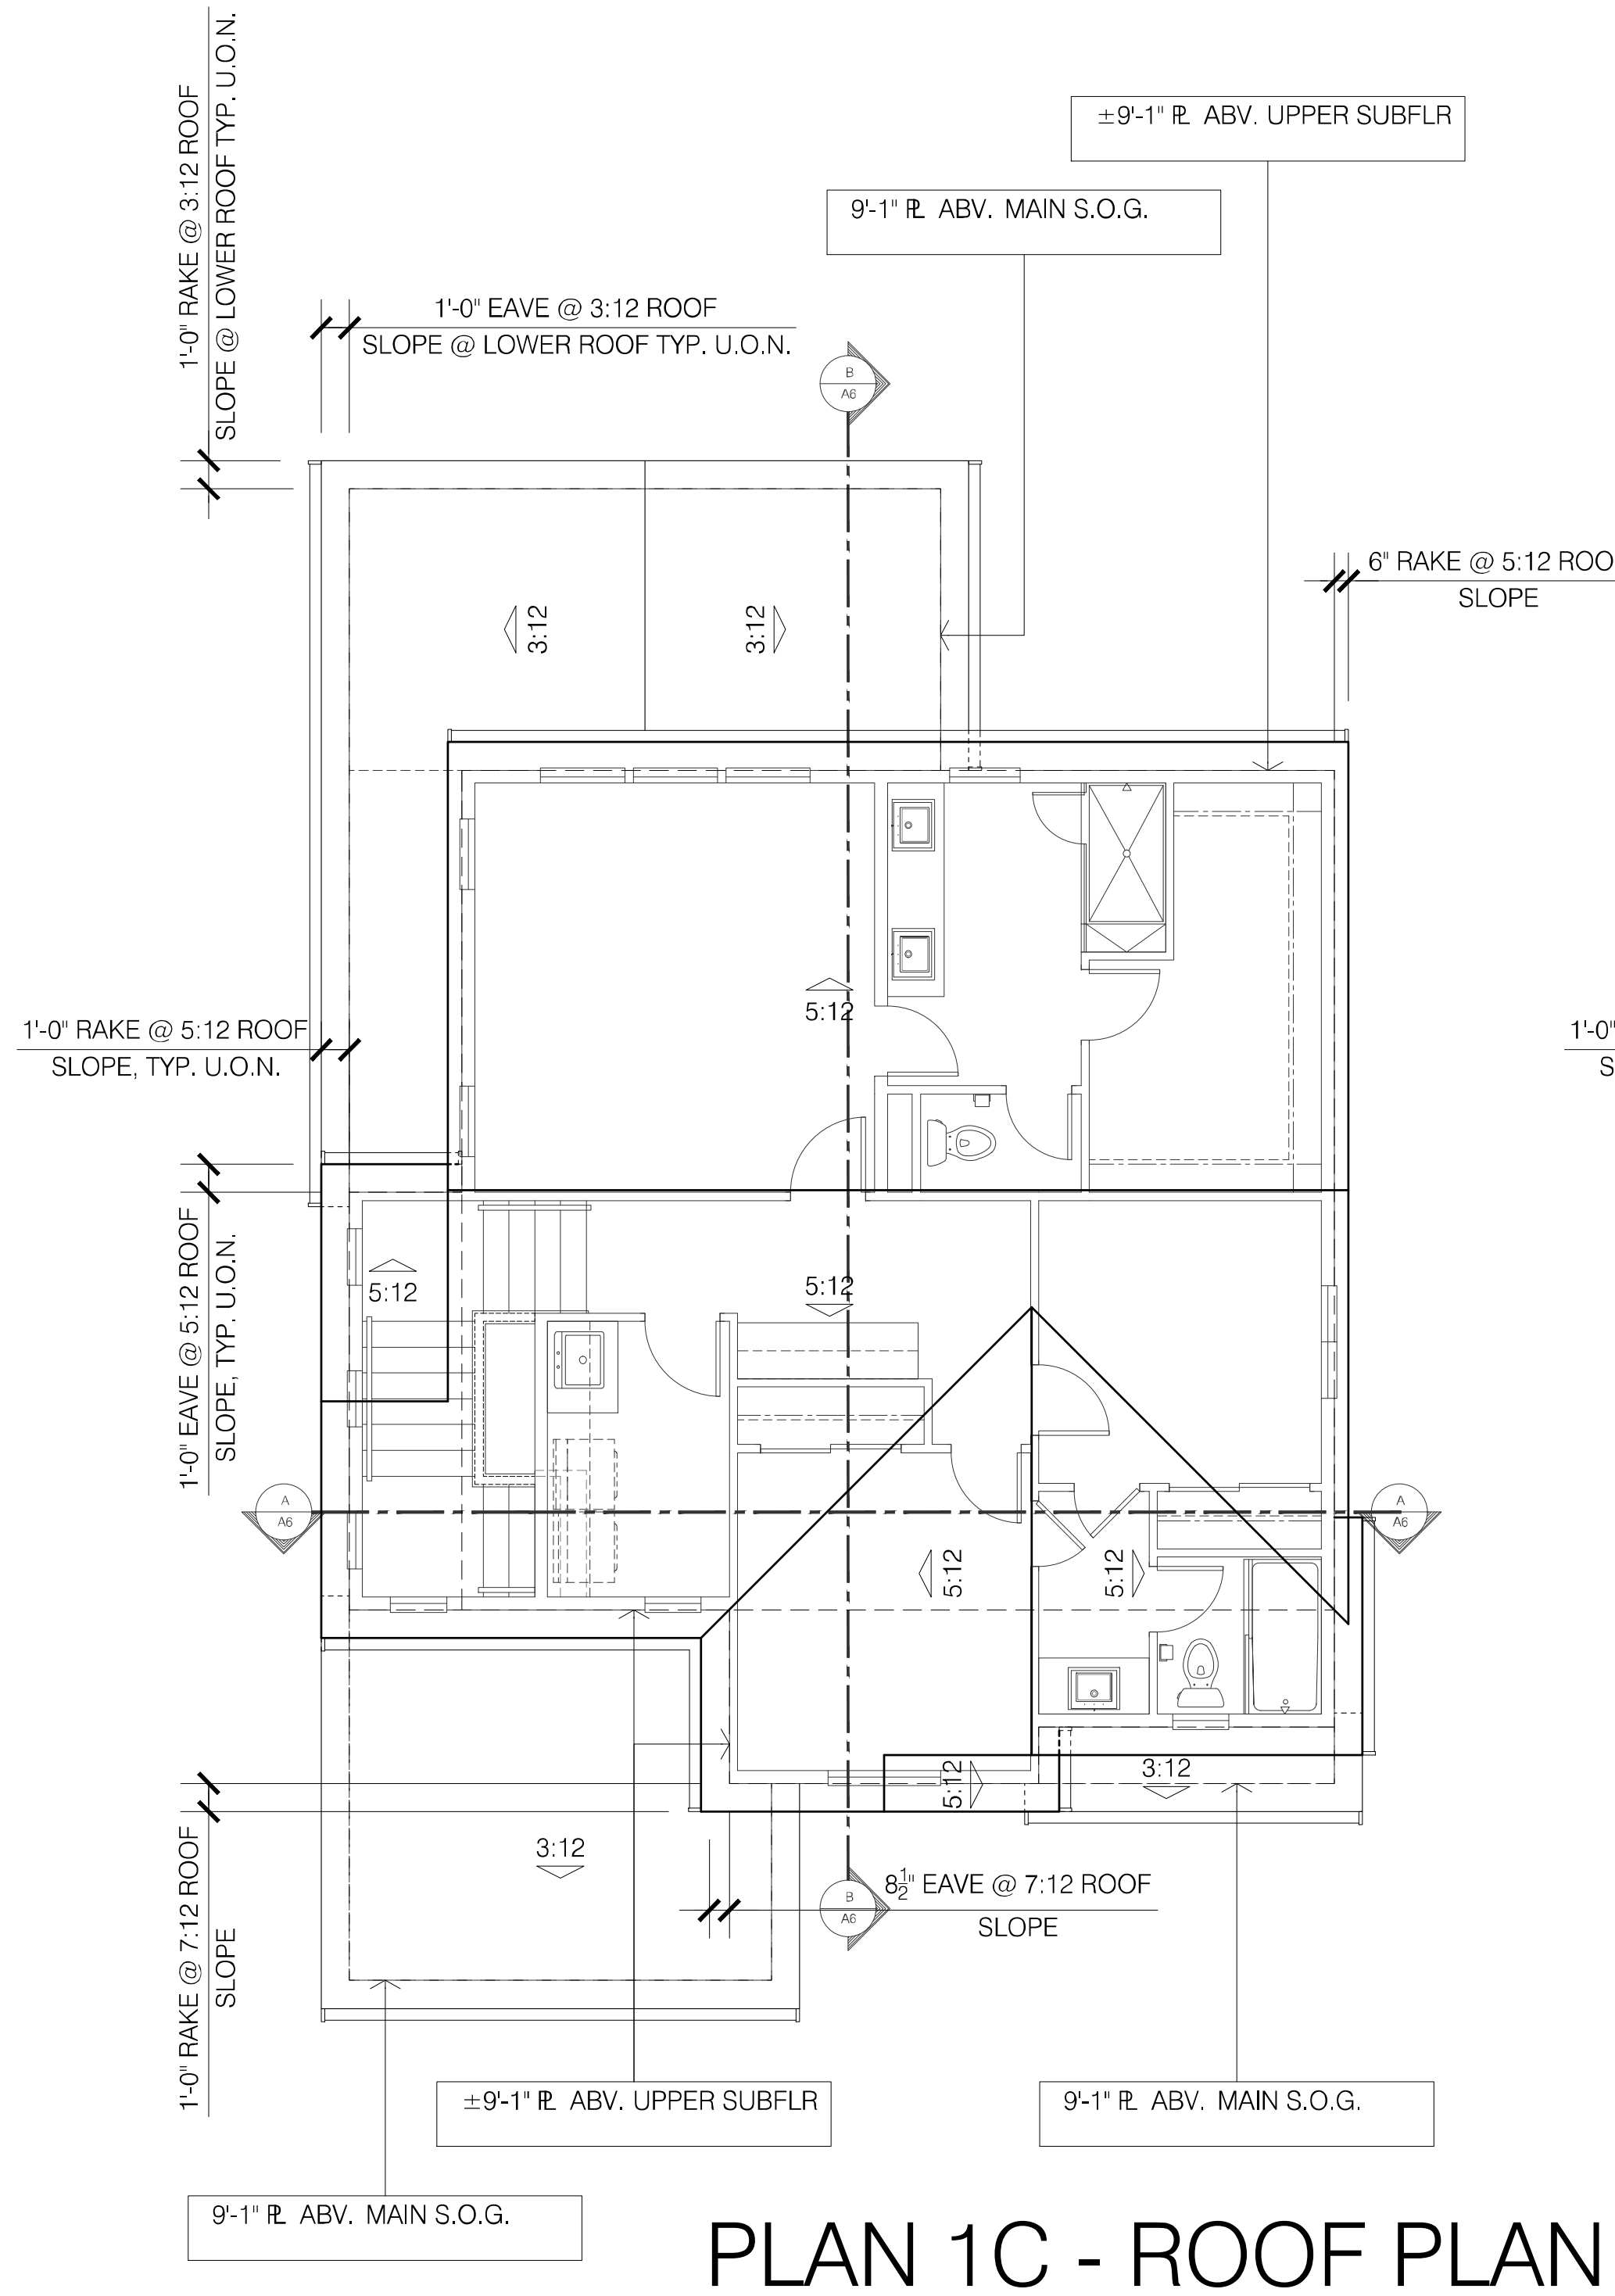 1'-0" RAKE @ 3:12 ROOF
SLOPE @ LOWER ROOF TYP. U.O.N.
±9'-1" PL ABV. UPPER SUBFLR
9'-1" PL ABV. MAIN S.O.G.
1'-0" EAVE @ 3:12 ROOF
SLOPE @ LOWER ROOF TYP. U.O.N.
B
A6
6" RAKE @ 5:12 ROO
SLOPE
3:12
3:12
5:12
1'-0" RAKE @ 5:12 ROOF
SLOPE, TYP. U.O.N.
1'-0"
S
1'-0" EAVE @ 5:12 ROOF
SLOPE, TYP. U.O.N.
5:12
5:12
A
A6
A
A6
5:12
5:12
5:12
3:12
1'-0" RAKE @ 7:12 ROOF
SLOPE
3:12
B
A6
8½" EAVE @ 7:12 ROOF
SLOPE
±9'-1" PL ABV. UPPER SUBFLR
9'-1" PL ABV. MAIN S.O.G.
9'-1" PL ABV. MAIN S.O.G.
PLAN 1C - ROOF PLAN